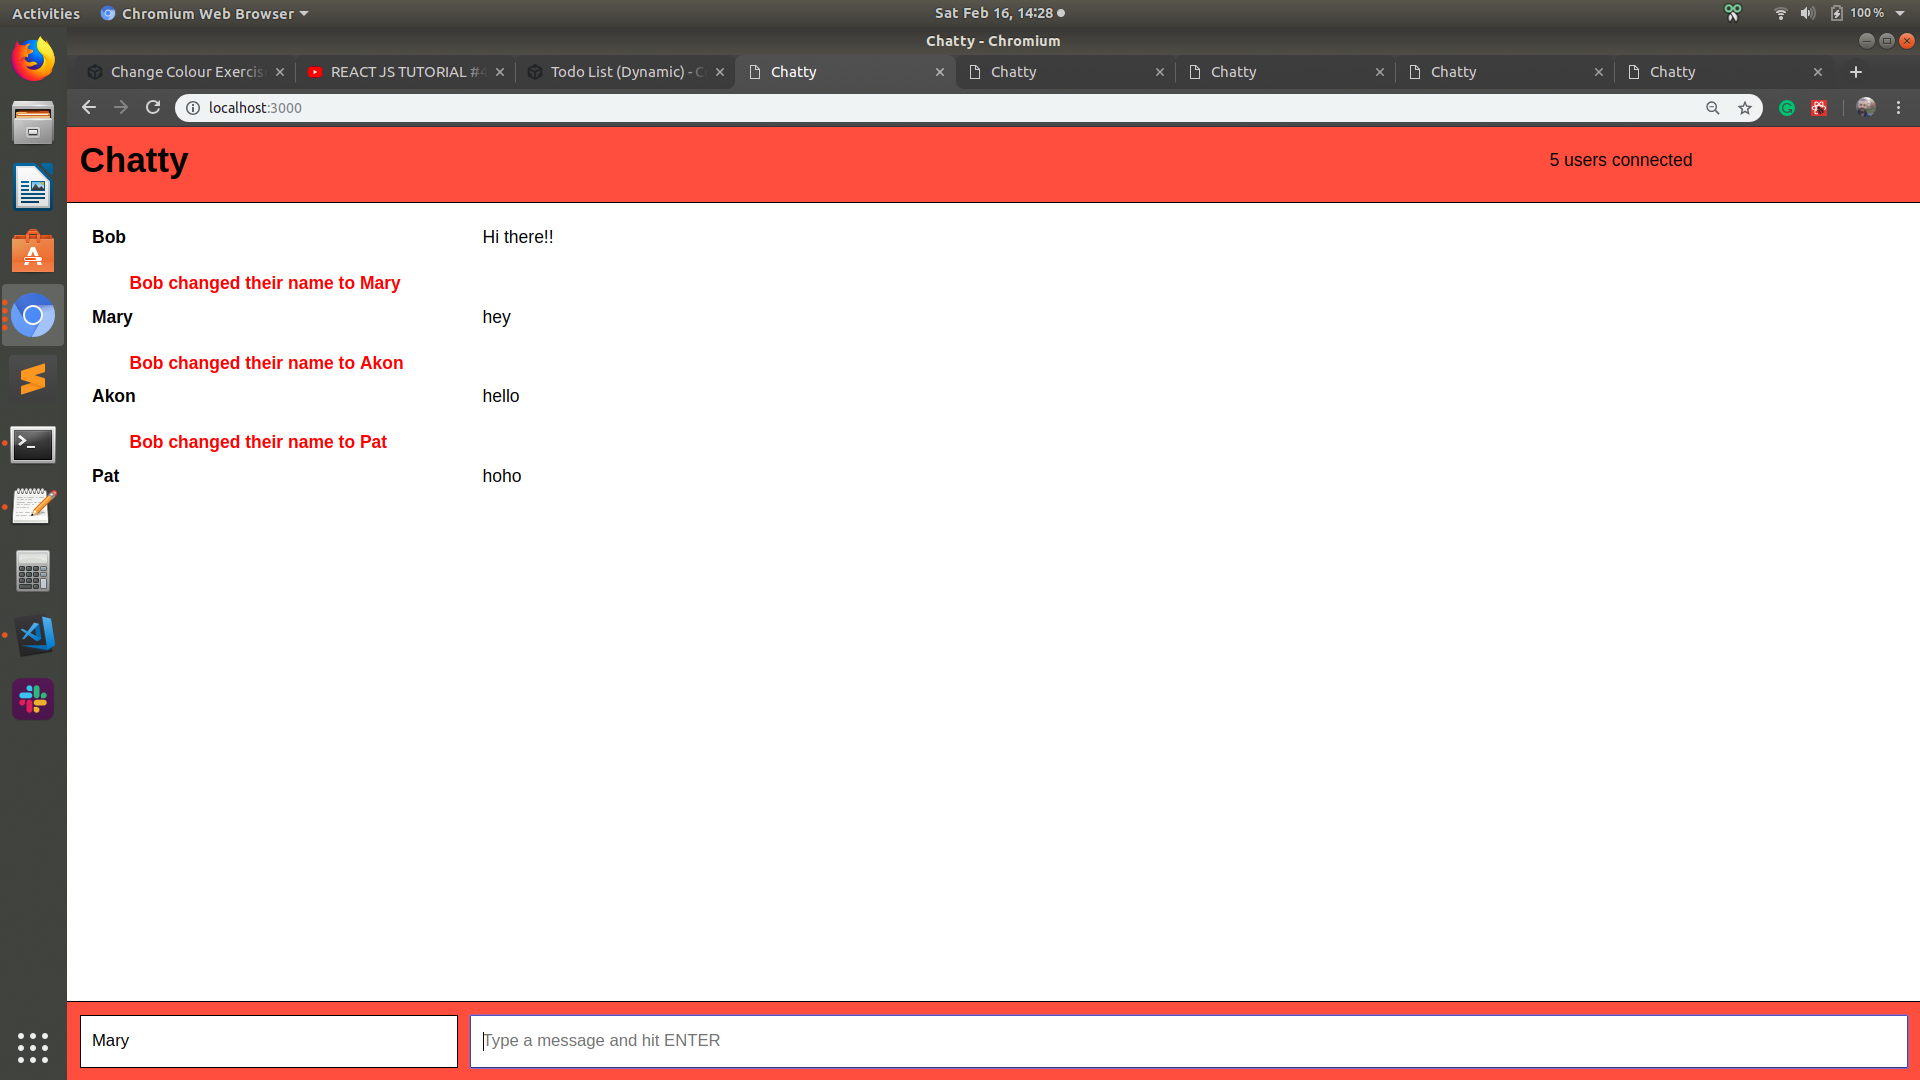 Activities
Chromium Web Browser
Sat Feb 16, 14:28
100%
Chatty - Chromium
Change Colour Exercis
REACT JS TUTORIAL #4
Todo List (Dynamic) - C
Chatty
Chatty
Chatty
Chatty
Chatty
localhost:3000
Chatty
5 users connected
Bob Hi there!!
Bob changed their name to Mary
Mary hey
Bob changed their name to Akon
Akon hello
Bob changed their name to Pat
Pat hoho
Mary
Type a message and hit ENTER